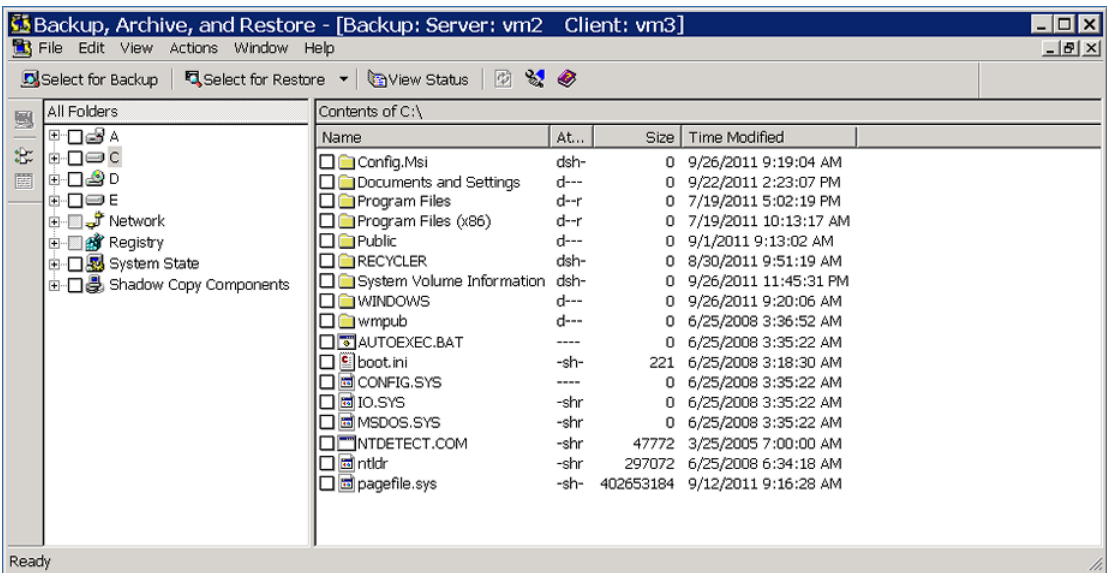 Backup, Archive, and Restore - [Backup: Server: vm2 Client: vm3]
File Edit View Actions Window Help
Select for Backup Select for Restore View Status
All Folders
A
C
D
E
Network
Registry
System State
Shadow Copy Components
Contents of C:\
Name At... Size Time Modified
Config.Msi dsh- 0 9/26/2011 9:19:04 AM
Documents and Settings d--- 0 9/22/2011 2:23:07 PM
Program Files d--r 0 7/19/2011 5:02:19 PM
Program Files (x86) d--r 0 7/19/2011 10:13:17 AM
Public d--- 0 9/1/2011 9:13:02 AM
RECYCLER dsh- 0 8/30/2011 9:51:19 AM
System Volume Information dsh- 0 9/26/2011 11:45:31 PM
WINDOWS d--- 0 9/26/2011 9:20:06 AM
wmpub d--- 0 6/25/2008 3:36:52 AM
AUTOEXEC.BAT ---- 0 6/25/2008 3:35:22 AM
boot.ini -sh- 221 6/25/2008 3:18:30 AM
CONFIG.SYS ---- 0 6/25/2008 3:35:22 AM
IO.SYS -shr 0 6/25/2008 3:35:22 AM
MSDOS.SYS -shr 0 6/25/2008 3:35:22 AM
NTDETECT.COM -shr 47772 3/25/2005 7:00:00 AM
ntldr -shr 297072 6/25/2008 6:34:18 AM
pagefile.sys -sh- 402653184 9/12/2011 9:16:28 AM
Ready